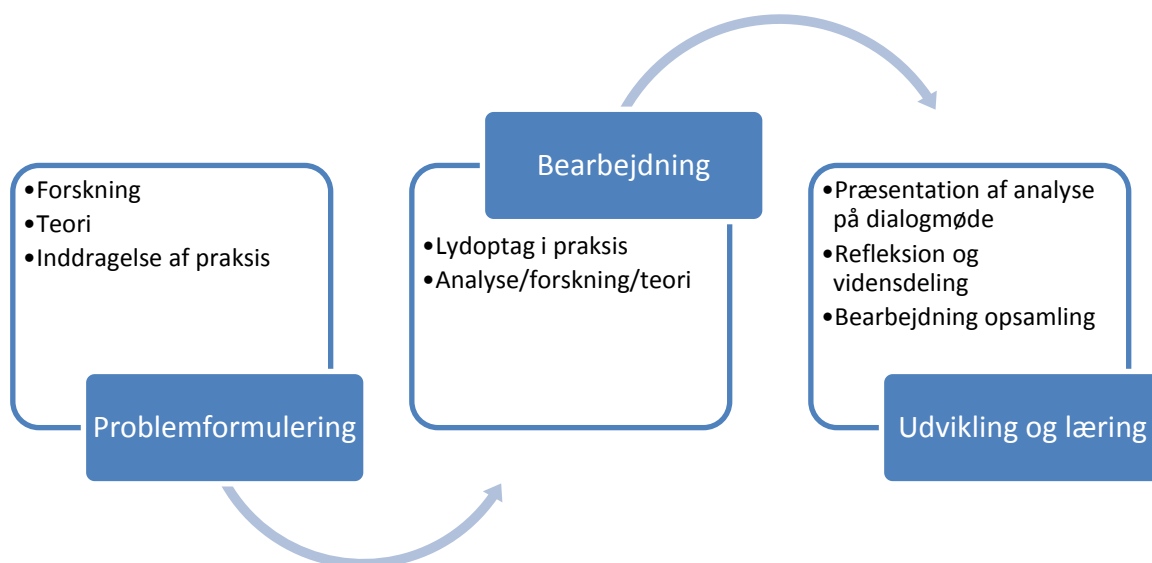 •Forskning
•Teori
•Inddragelse af praksis
Problemformulering
Bearbejdning
•Lydoptag i praksis
•Analyse/forskning/teori
•Præsentation af analyse
på dialogmøde
•Refleksion og
vidensdeling
•Bearbejdning opsamling
Udvikling og læring